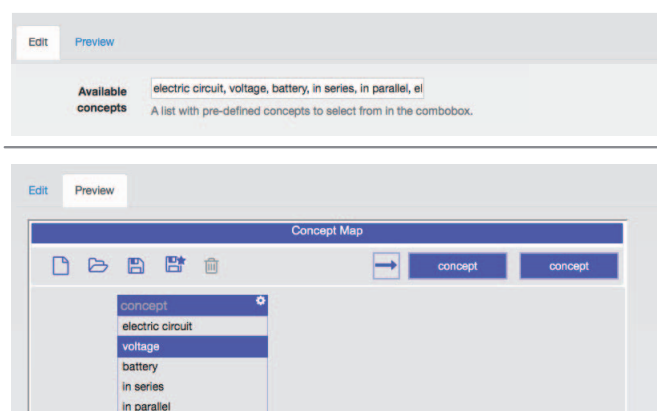 Edit Preview
Available concepts
electric circuit, voltage, battery, in series, in parallel, el
A list with pre-defined concepts to select from in the combobox.
Edit Preview
Concept Map
concept concept
concept
electric circuit
voltage
battery
in series
in parallel